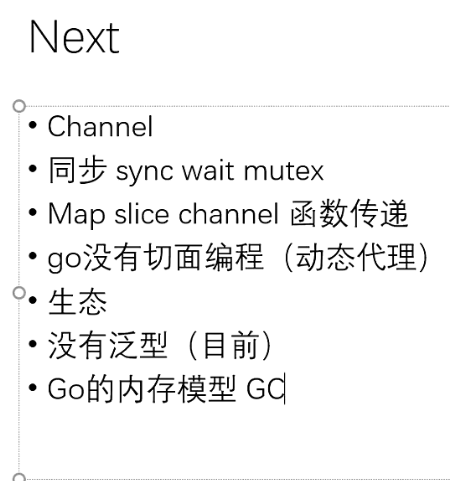 Next
• Channel
• 同步 sync wait mutex
• Map slice channel 函数传递
• go没有切面编程（动态代理）
• 生态
• 没有泛型（目前）
• Go的内存模型 GC